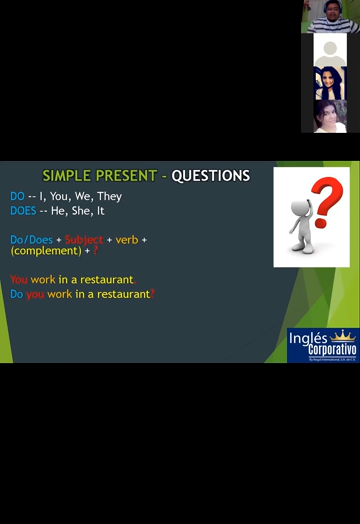 SIMPLE PRESENT - QUESTIONS
DO -- I, You, We, They
DOES -- He, She, It
Do/Does + Subject + verb +
(complement) + ?
You work in a restaurant.
Do you work in a restaurant?
Inglés
Corporativo